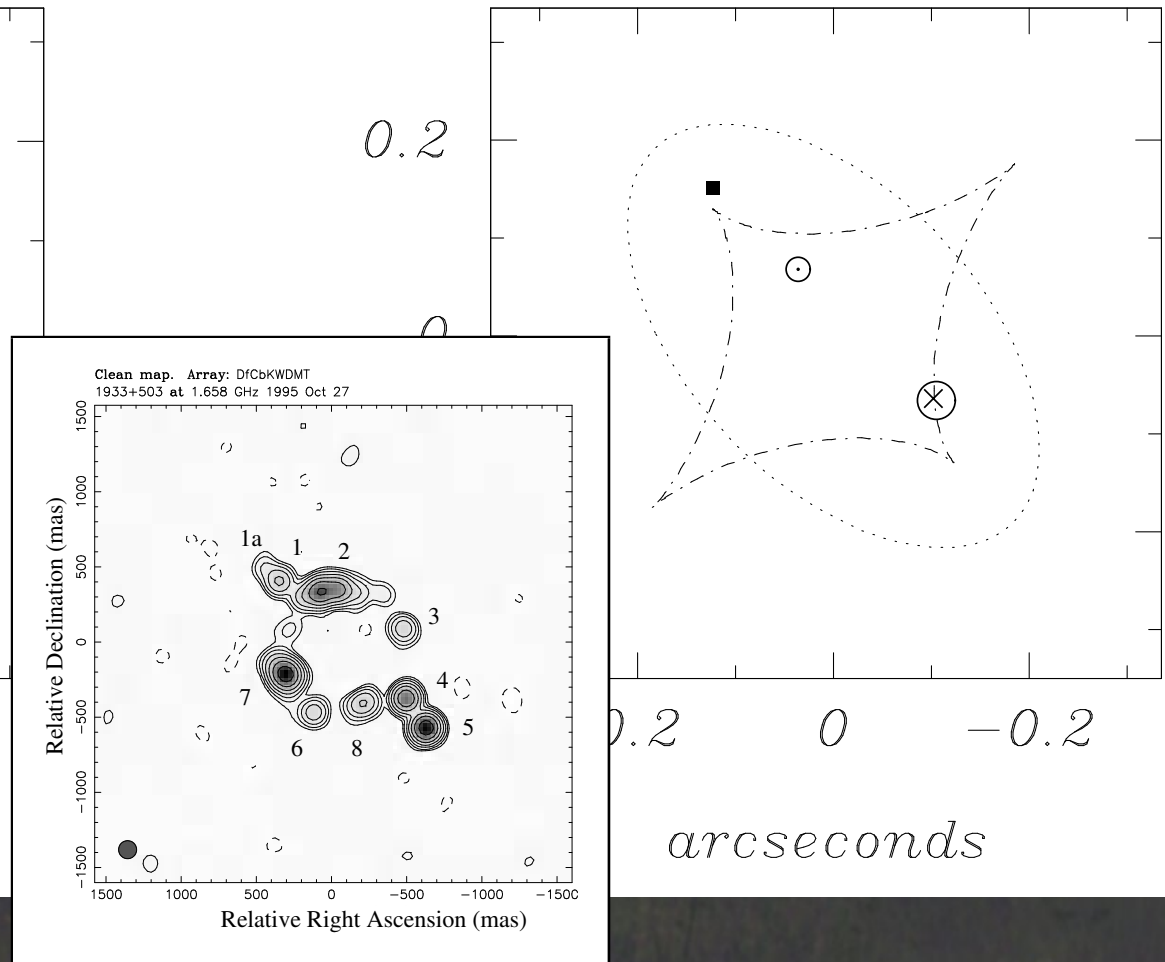 0.2
0
Clean map. Array: DfCbKWDMT
1933+503 at 1.658 GHz 1995 Oct 27
1500
1000
500
0
−500
−1000
−1500
Relative Declination (mas)
1a
1
2
3
4
5
6
7
8
1500 1000 500 0 −500 −1000 −1500
Relative Right Ascension (mas)
0.2 0 −0.2
arcseconds